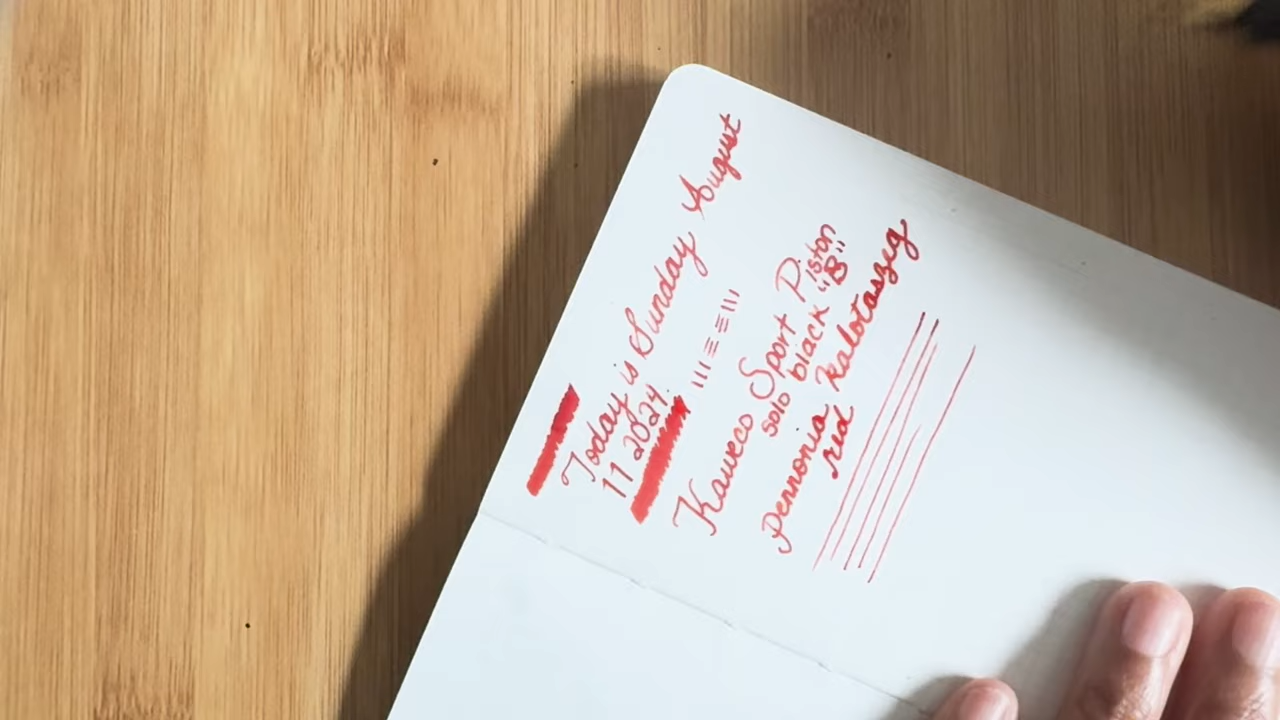 Today is Sunday August
11 2024.
Kaweco Sport Piston
solo black "B"
Pennonia Kalotaszeg
red